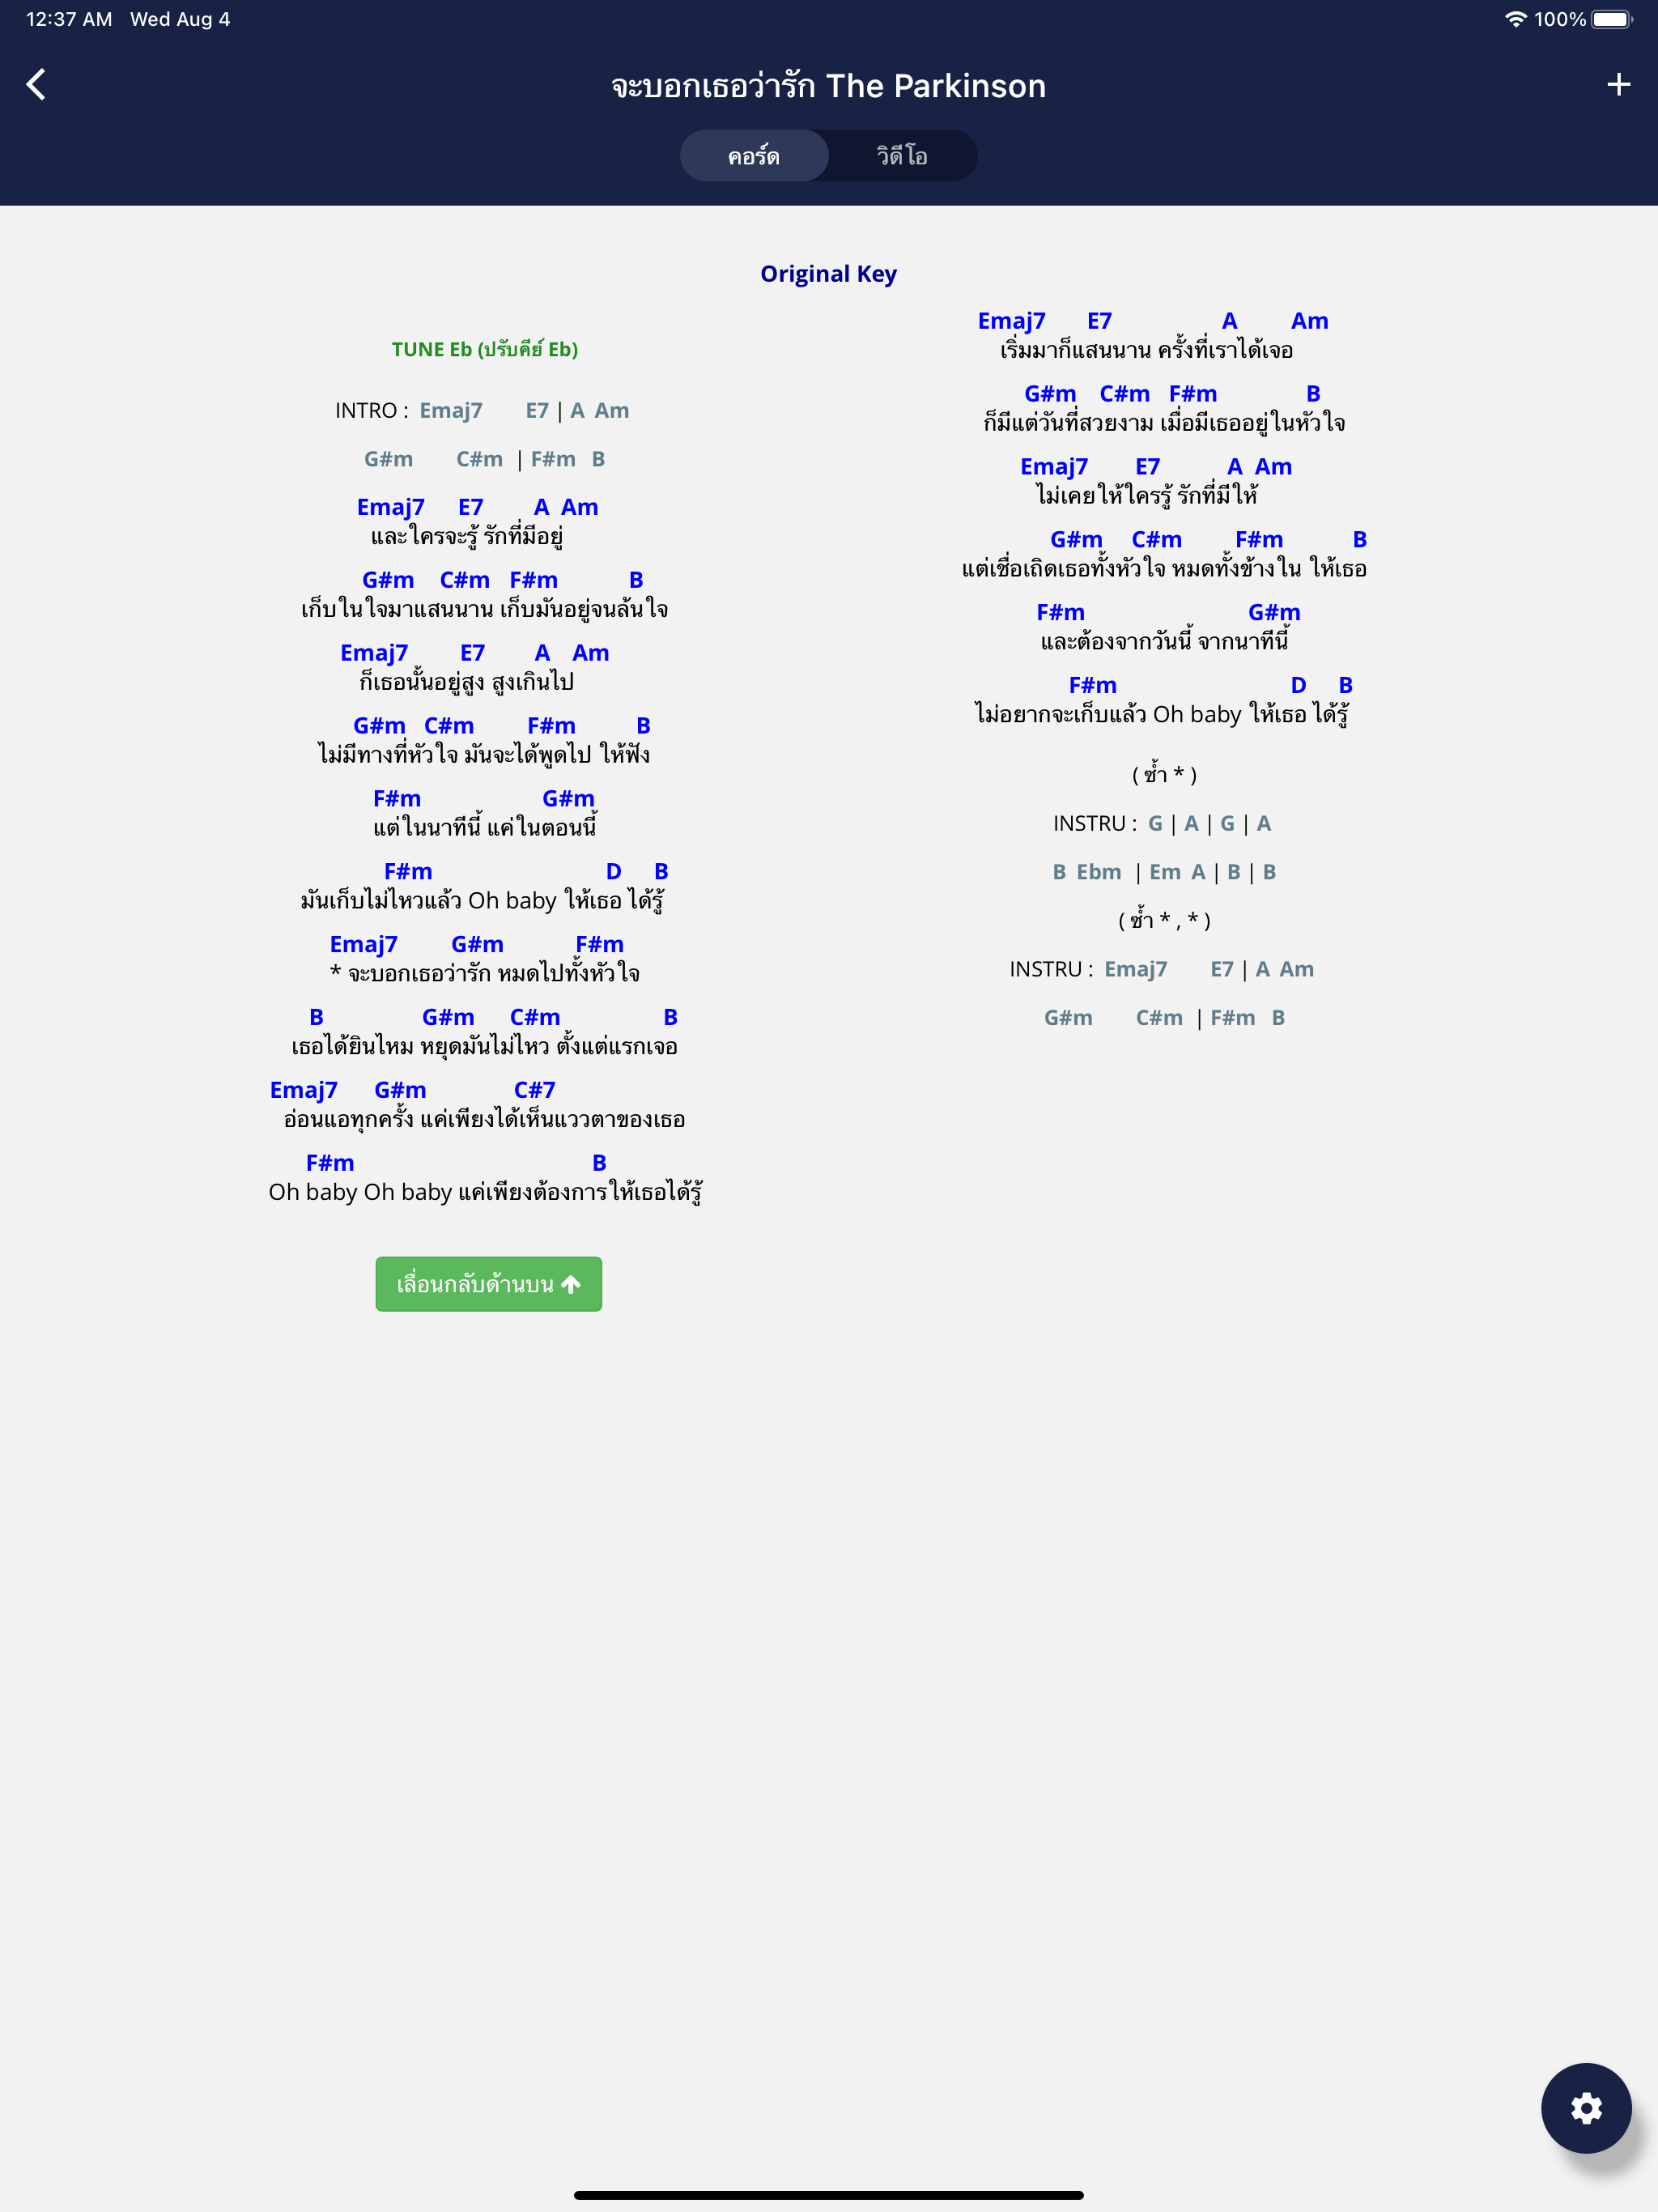 12:37 AM Wed Aug 4
100%
จะบอกเธอว่ารัก The Parkinson
คอร์ด วิดีโอ
Original Key
TUNE Eb (ปรับคีย์ Eb)
INTRO : Emaj7 E7 | A Am
G#m C#m | F#m B
Emaj7 E7 A Am
และใครจะรู้ รักที่มีอยู่
G#m C#m F#m B
เก็บในใจมาแสนนาน เก็บมันอยู่จนล้นใจ
Emaj7 E7 A Am
ก็เธอนั้นอยู่สูง สูงเกินไป
G#m C#m F#m B
ไม่มีทางที่หัวใจ มันจะได้พูดไป ให้ฟัง
F#m G#m
แต่ในนาทีนี้ แค่ในตอนนี้
F#m D B
มันเก็บไม่ไหวแล้ว Oh baby ให้เธอ ได้รู้
Emaj7 G#m F#m
* จะบอกเธอว่ารัก หมดไปทั้งหัวใจ
B G#m C#m B
เธอได้ยินไหม หยุดมันไม่ไหว ตั้งแต่แรกเจอ
Emaj7 G#m C#7
อ่อนแอทุกครั้ง แค่เพียงได้เห็นแววตาของเธอ
F#m B
Oh baby Oh baby แค่เพียงต้องการให้เธอได้รู้
Emaj7 E7 A Am
เริ่มมาก็แสนนาน ครั้งที่เราได้เจอ
G#m C#m F#m B
ก็มีแต่วันที่สวยงาม เมื่อมีเธออยู่ในหัวใจ
Emaj7 E7 A Am
ไม่เคยให้ใครรู้ รักที่มีให้
G#m C#m F#m B
แต่เชื่อเถิดเธอทั้งหัวใจ หมดทั้งข้างใน ให้เธอ
F#m G#m
และต้องจากวันนี้ จากนาทีนี้
F#m D B
ไม่อยากจะเก็บแล้ว Oh baby ให้เธอ ได้รู้
( ซ้ำ * )
INSTRU : G | A | G | A
B Ebm | Em A | B | B
( ซ้ำ * , * )
INSTRU : Emaj7 E7 | A Am
G#m C#m | F#m B
เลื่อนกลับด้านบน